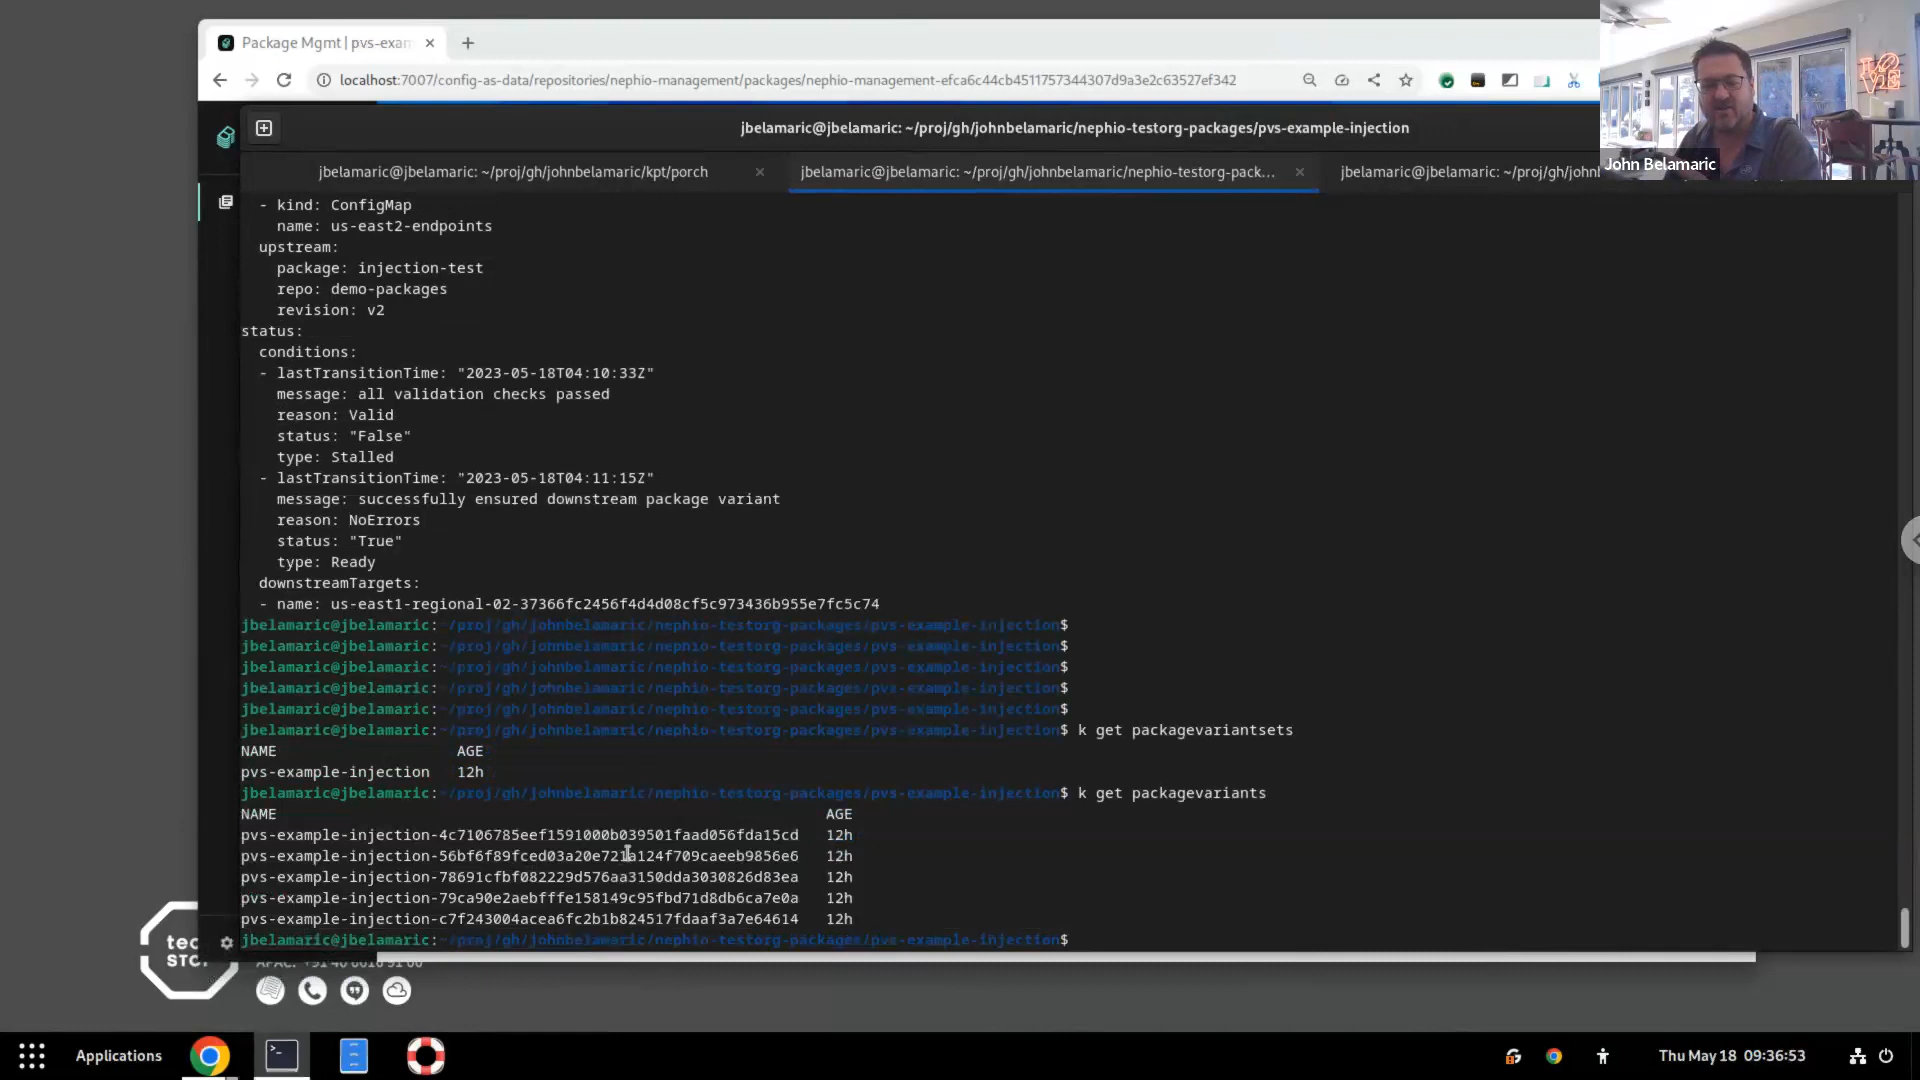 Package Mgmt | pvs-exam
localhost:7007/config-as-data/repositories/nephio-management/packages/nephio-management-efca6c44cb4511757344307d9a3e2c63527ef342
LOVE
John Belamaric
jbelamaric@jbelamaric: ~/proj/gh/johnbelamaric/nephio-testorg-packages/pvs-example-injection
jbelamaric@jbelamaric: ~/proj/gh/johnbelamaric/kpt/porch
jbelamaric@jbelamaric: ~/proj/gh/johnbelamaric/nephio-testorg-pack...
jbelamaric@jbelamaric: ~/proj/gh/johnb
- kind: ConfigMap
name: us-east2-endpoints
upstream:
package: injection-test
repo: demo-packages
revision: v2
status:
conditions:
- lastTransitionTime: "2023-05-18T04:10:33Z"
message: all validation checks passed
reason: Valid
status: "False"
type: Stalled
- lastTransitionTime: "2023-05-18T04:11:15Z"
message: successfully ensured downstream package variant
reason: NoErrors
status: "True"
type: Ready
downstreamTargets:
- name: us-east1-regional-02-37366fc2456f4d4d08cf5c973436b955e7fc5c74
jbelamaric@jbelamaric:~/proj/gh/johnbelamaric/nephio-testorg-packages/pvs-example-injection$
jbelamaric@jbelamaric:~/proj/gh/johnbelamaric/nephio-testorg-packages/pvs-example-injection$
jbelamaric@jbelamaric:~/proj/gh/johnbelamaric/nephio-testorg-packages/pvs-example-injection$
jbelamaric@jbelamaric:~/proj/gh/johnbelamaric/nephio-testorg-packages/pvs-example-injection$
jbelamaric@jbelamaric:~/proj/gh/johnbelamaric/nephio-testorg-packages/pvs-example-injection$
jbelamaric@jbelamaric:~/proj/gh/johnbelamaric/nephio-testorg-packages/pvs-example-injection$ k get packagevariantsets
NAME AGE
pvs-example-injection 12h
jbelamaric@jbelamaric:~/proj/gh/johnbelamaric/nephio-testorg-packages/pvs-example-injection$ k get packagevariants
NAME AGE
pvs-example-injection-4c7106785eef1591000b039501faad056fda15cd 12h
pvs-example-injection-56bf6f89fced03a20e721a124f709caeeb9856e6 12h
pvs-example-injection-78691cfbf082229d576aa3150dda3030826d83ea 12h
pvs-example-injection-79ca90e2aebfffe158149c95fbd71d8db6ca7e0a 12h
pvs-example-injection-c7f243004acea6fc2b1b824517fdaaf3a7e64614 12h
jbelamaric@jbelamaric:~/proj/gh/johnbelamaric/nephio-testorg-packages/pvs-example-injection$
tec
STO
Applications
Thu May 18 09:36:53